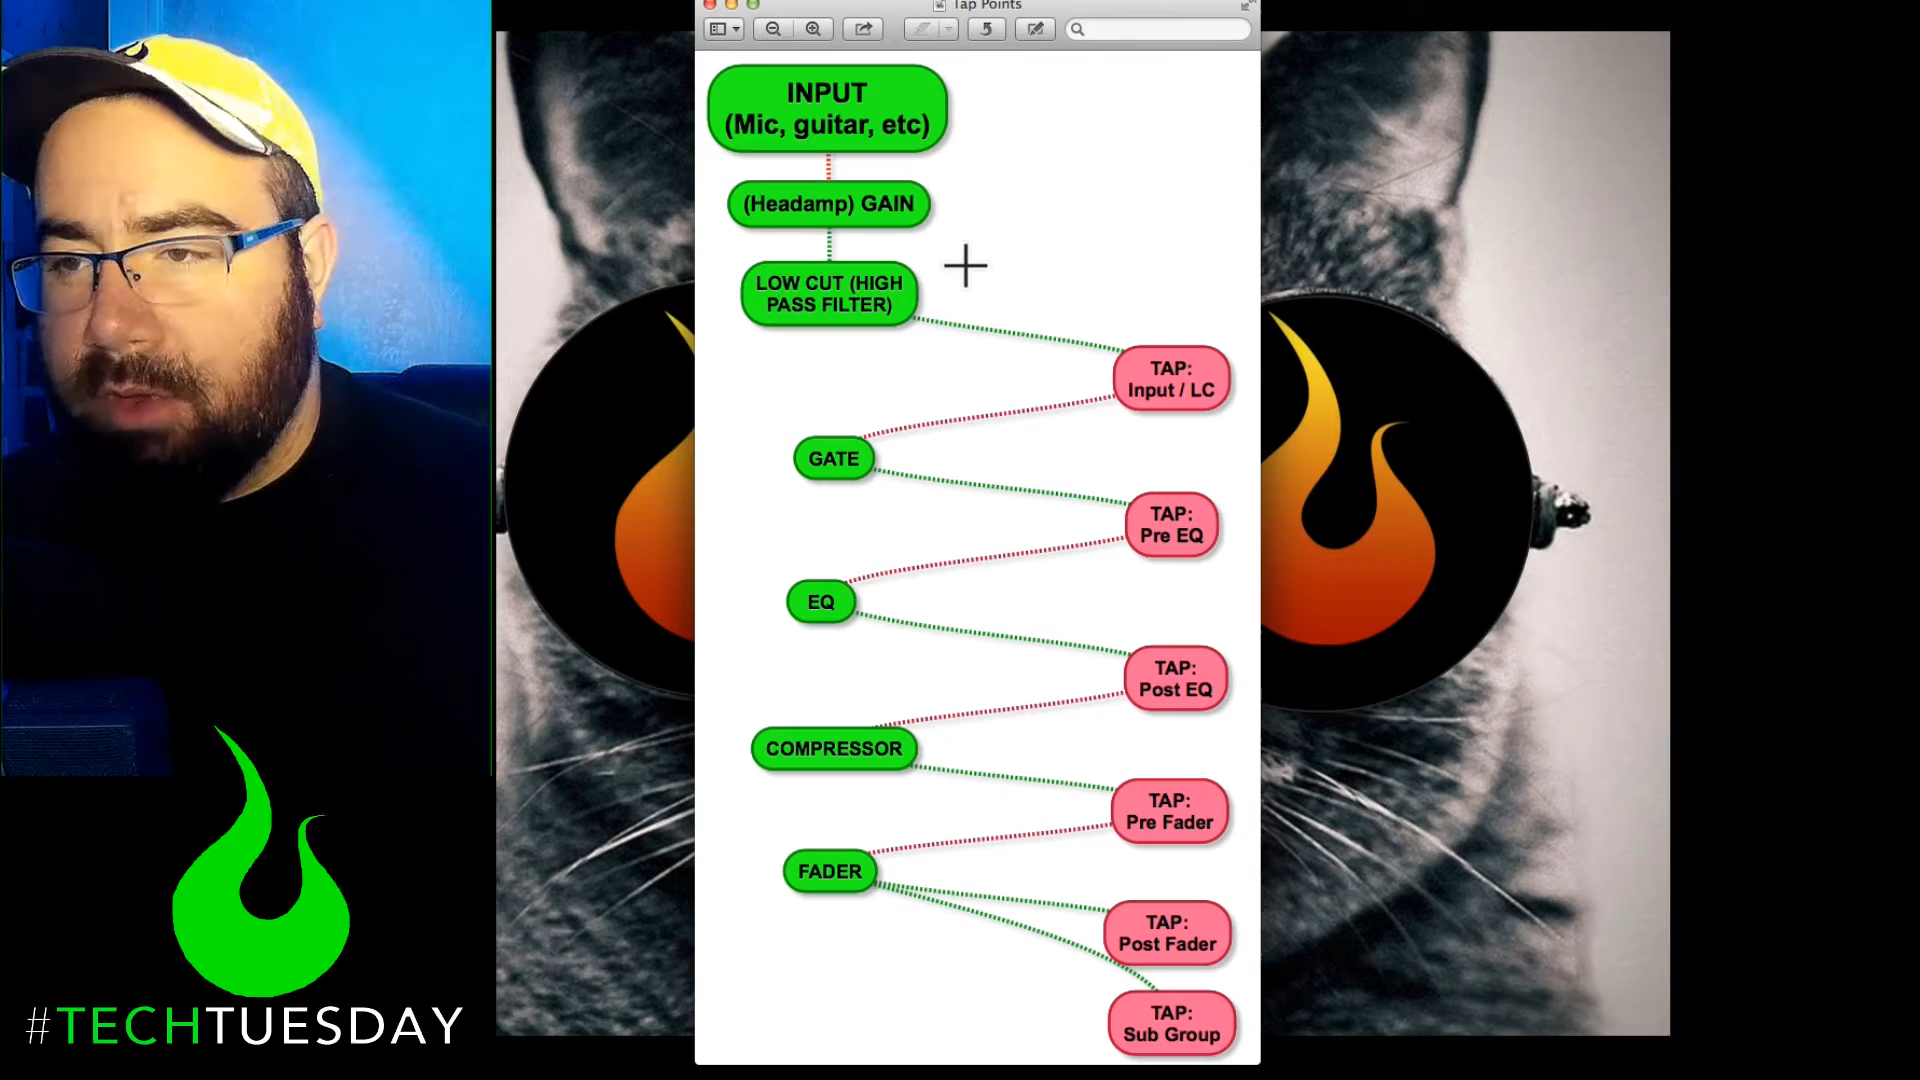 Tap Points
INPUT
(Mic, guitar, etc)
(Headamp) GAIN
LOW CUT (HIGH
PASS FILTER)
TAP:
Input / LC
GATE
TAP:
Pre EQ
EQ
TAP:
Post EQ
COMPRESSOR
TAP:
Pre Fader
FADER
TAP:
Post Fader
TAP:
Sub Group
#TECHTUESDAY